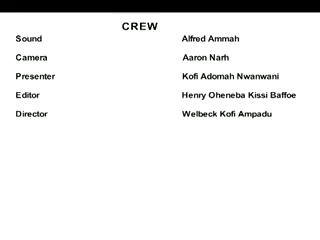 CREW
Sound Alfred Ammah
Camera Aaron Narh
Presenter Kofi Adomah Nwanwani
Editor Henry Oheneba Kissi Baffoe
Director Welbeck Kofi Ampadu